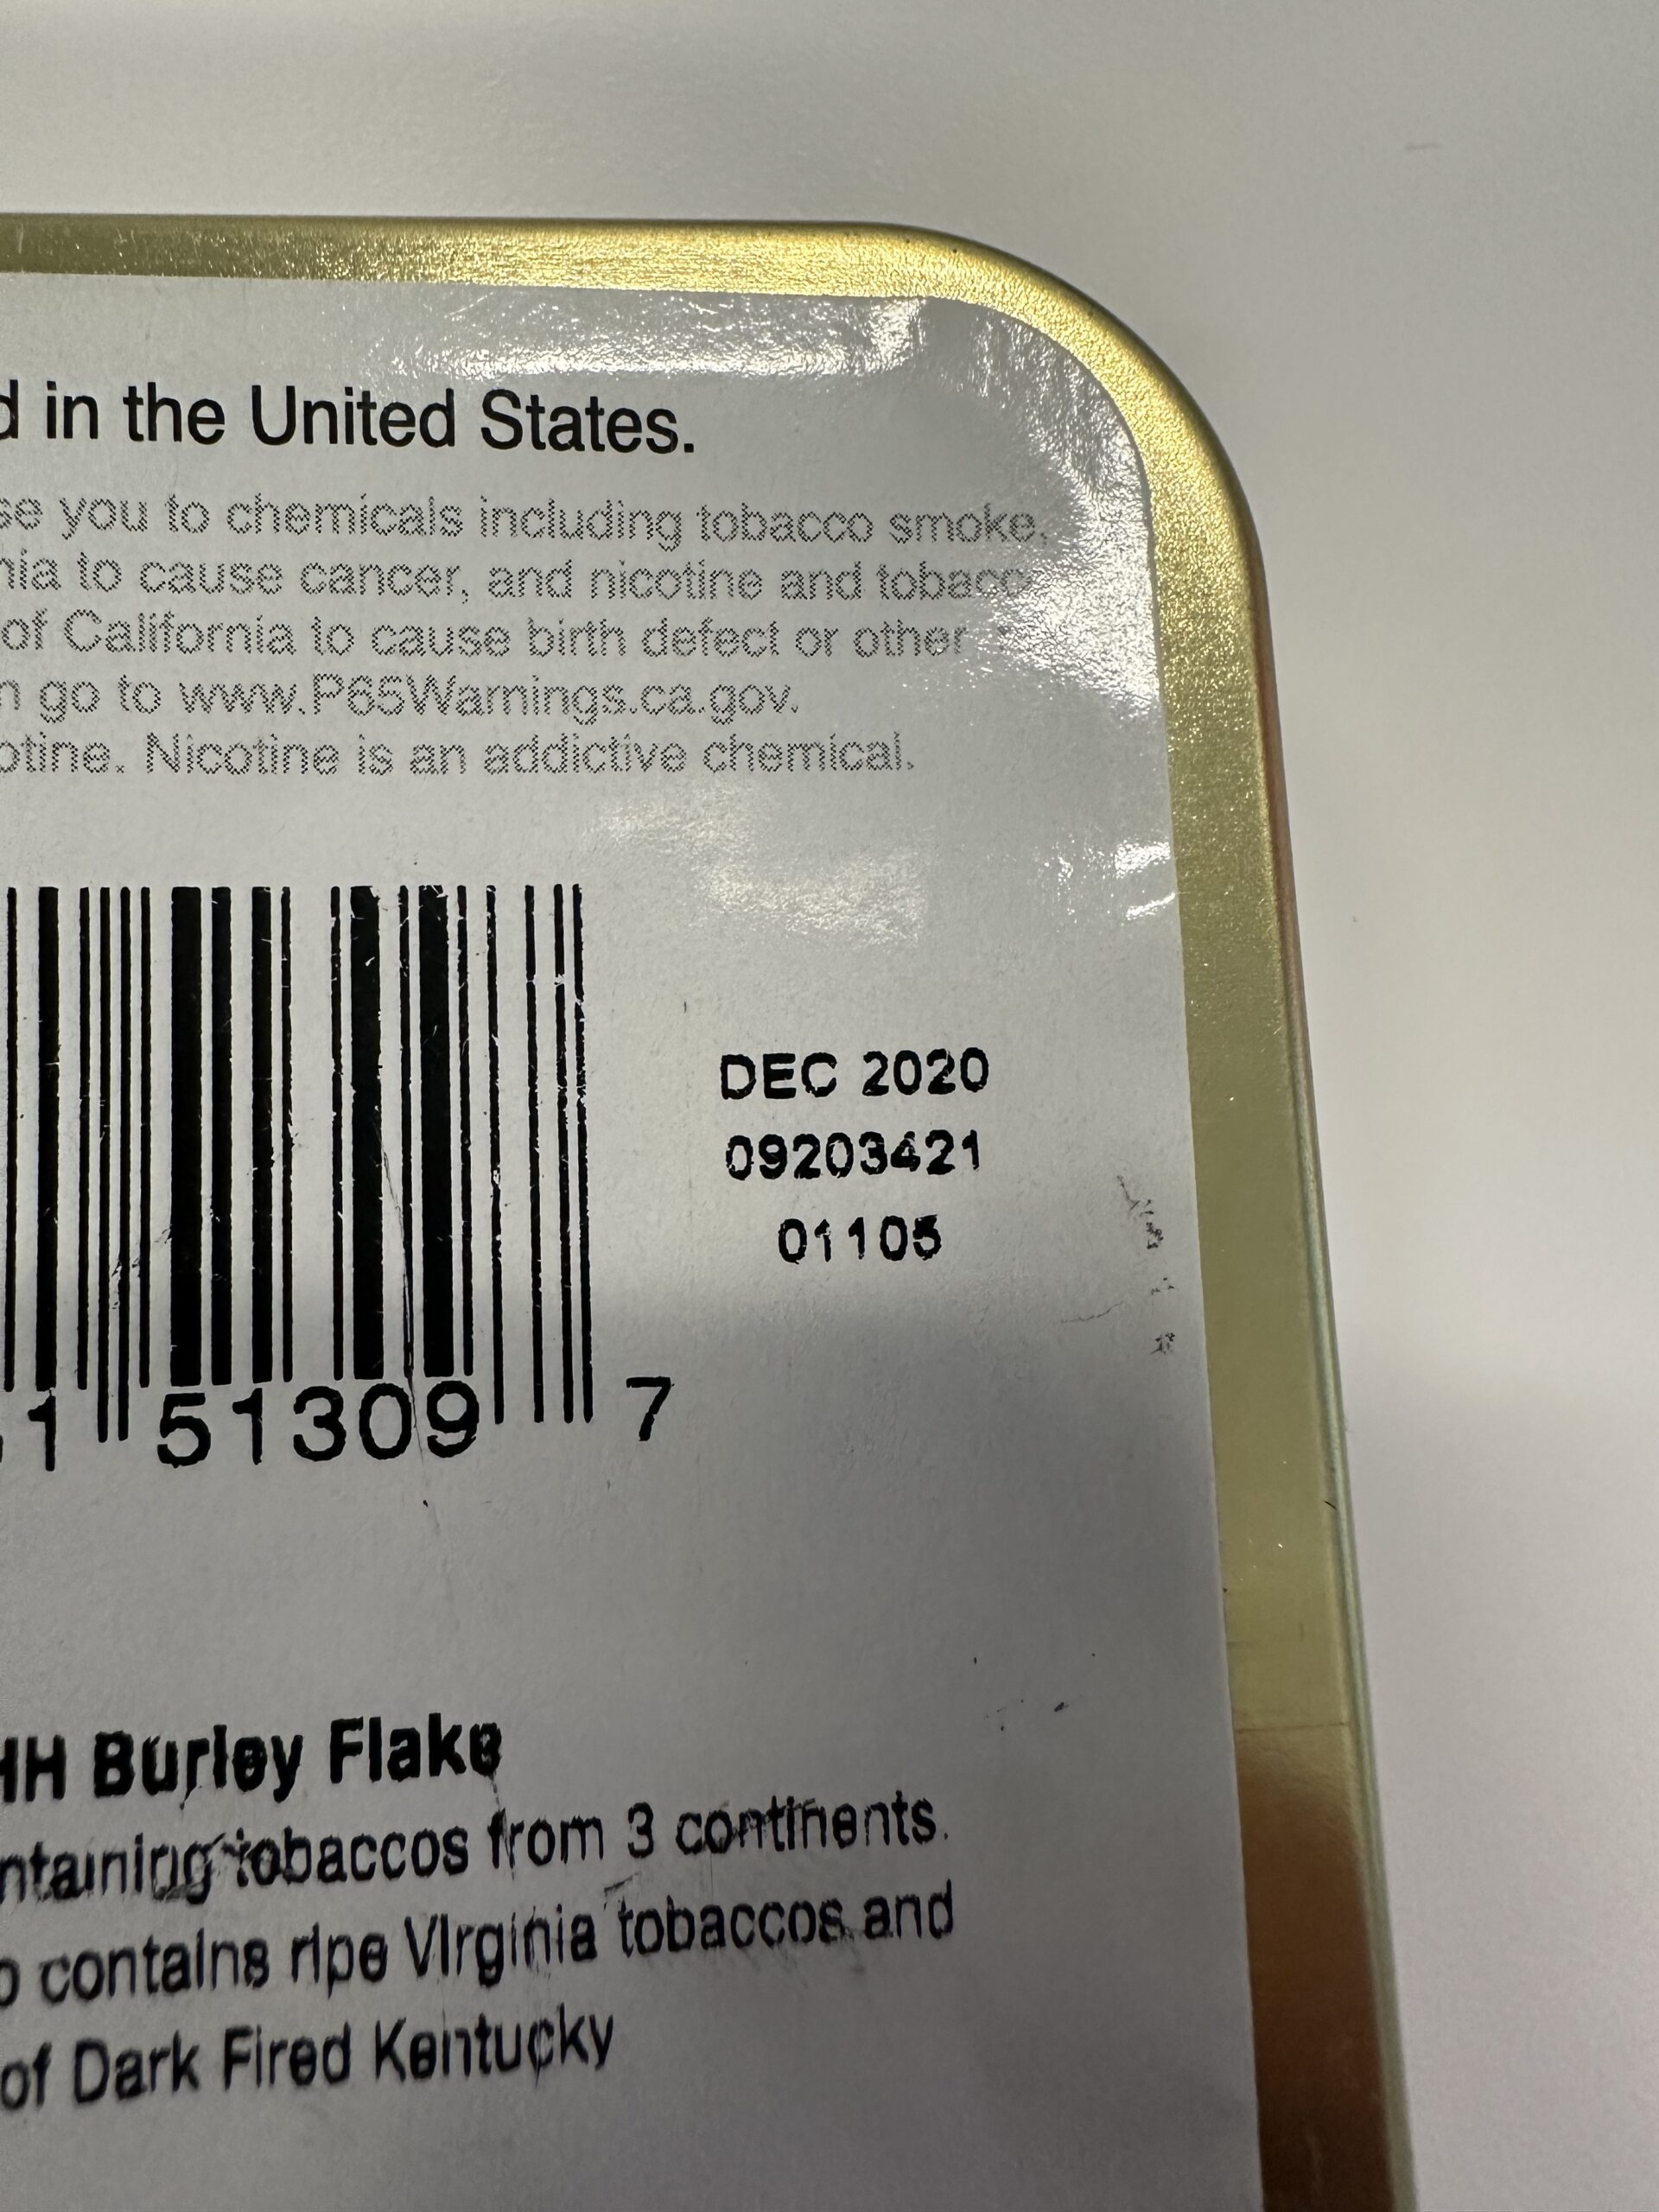 d in the United States.
se you to chemicals including tobacco smoke,
nia to cause cancer, and nicotine and tobacco
of California to cause birth defect or other
n go to www.P65Warnings.ca.gov.
otine. Nicotine is an addictive chemical.
DEC 2020
09203421
01105
1 51309 7
HH Burley Flake
ntaining tobaccos from 3 continents.
o contains ripe Virginia tobaccos and
of Dark Fired Kentucky